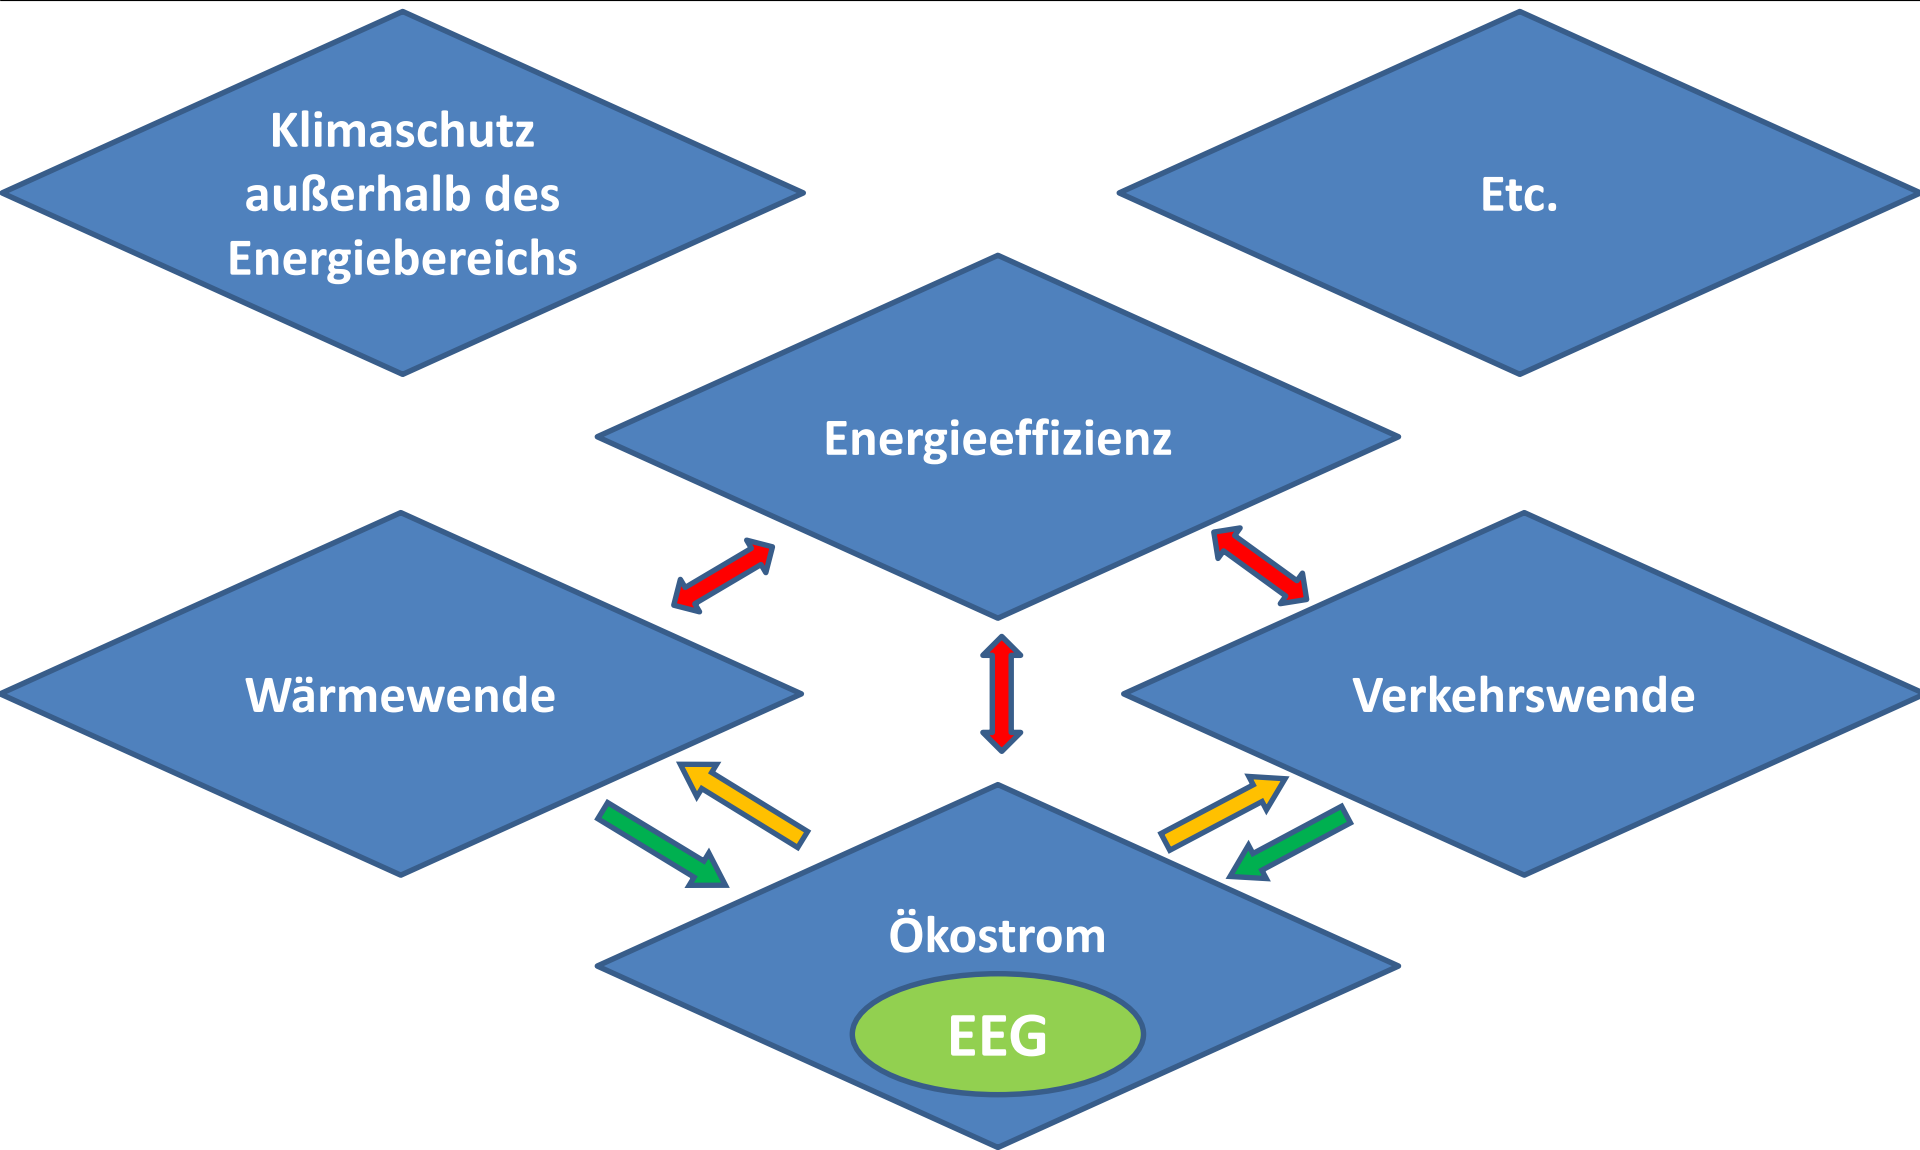 Klimaschutz
außerhalb des
Energiebereichs
Etc.
Energieeffizienz
Wärmewende
Verkehrswende
Ökostrom
EEG